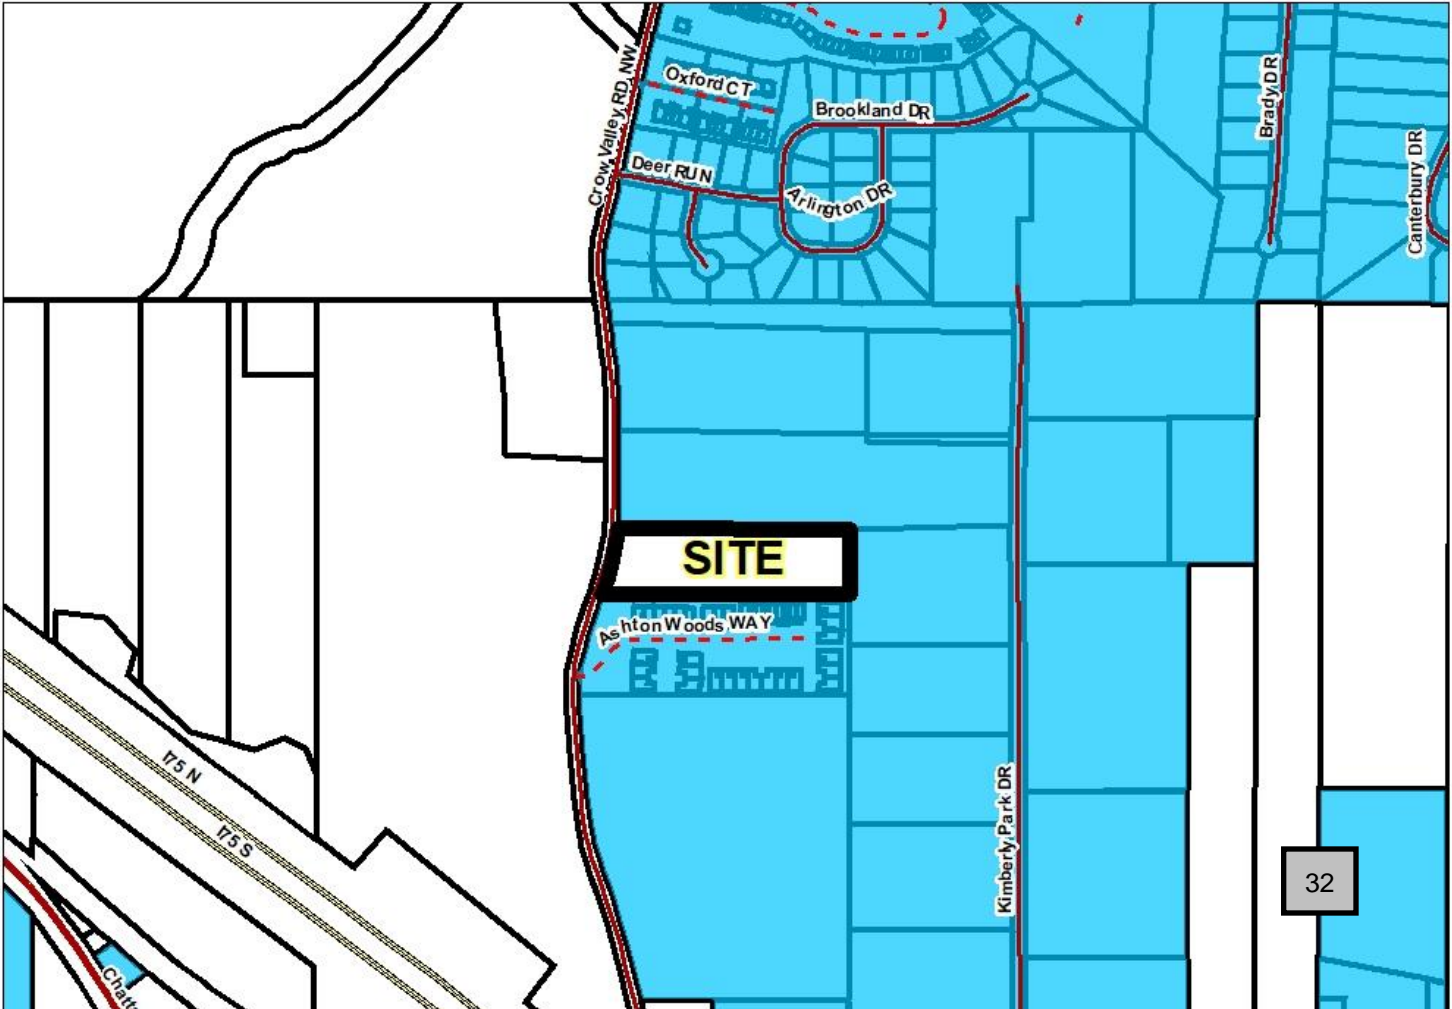 Crow Valley RD, NW
Oxford CT
Brookland DR
Brady DR
Canterbury DR
Deer RUN
Arlington DR
SITE
Ashton Woods WAY
I75 N
I75 S
Kimberly Park DR
32